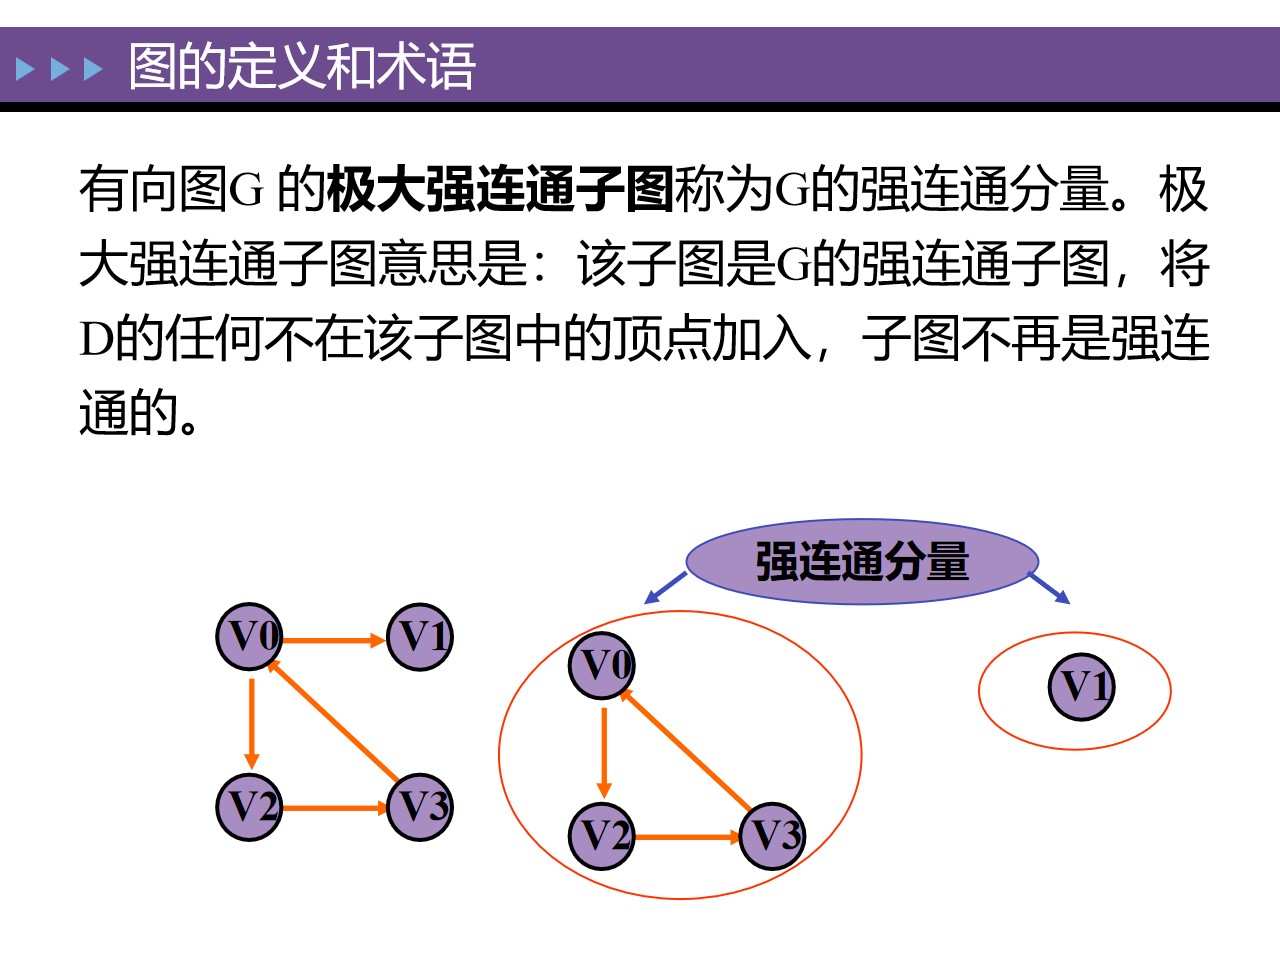 图的定义和术语
有向图G 的极大强连通子图称为G的强连通分量。极
大强连通子图意思是：该子图是G的强连通子图，将
D的任何不在该子图中的顶点加入，子图不再是强连
通的。
强连通分量
V0
V1
V2
V3
V0
V2
V3
V1